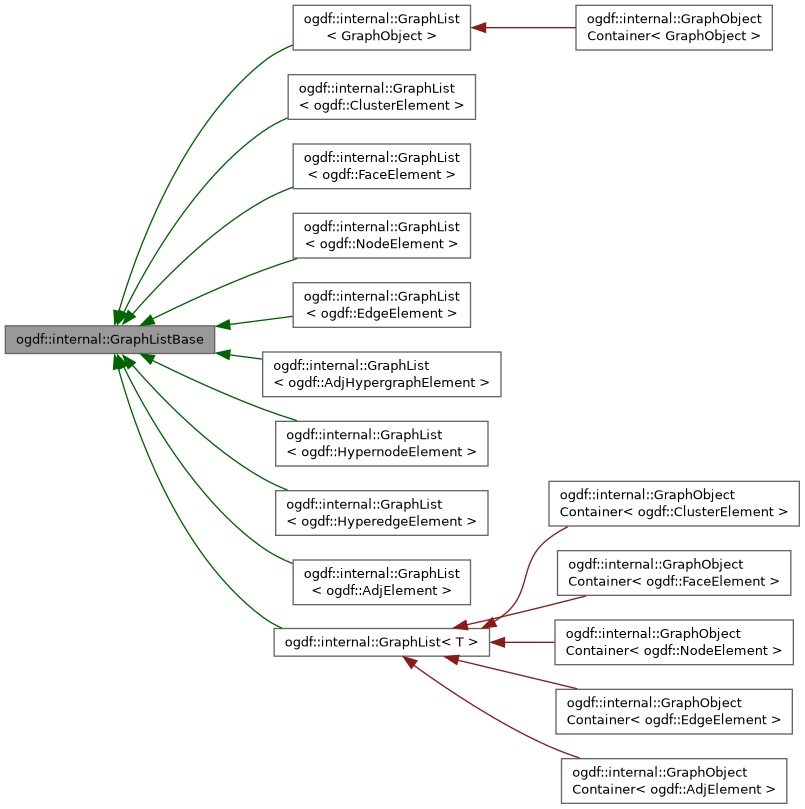 ogdf::internal::GraphList
< GraphObject >
ogdf::internal::GraphObject
Container< GraphObject >
ogdf::internal::GraphList
< ogdf::ClusterElement >
ogdf::internal::GraphList
< ogdf::FaceElement >
ogdf::internal::GraphList
< ogdf::NodeElement >
ogdf::internal::GraphList
< ogdf::EdgeElement >
ogdf::internal::GraphListBase
ogdf::internal::GraphList
< ogdf::AdjHypergraphElement >
ogdf::internal::GraphList
< ogdf::HypernodeElement >
ogdf::internal::GraphList
< ogdf::HyperedgeElement >
ogdf::internal::GraphObject
Container< ogdf::ClusterElement >
ogdf::internal::GraphList
< ogdf::AdjElement >
ogdf::internal::GraphObject
Container< ogdf::FaceElement >
ogdf::internal::GraphList< T >
ogdf::internal::GraphObject
Container< ogdf::NodeElement >
ogdf::internal::GraphObject
Container< ogdf::EdgeElement >
ogdf::internal::GraphObject
Container< ogdf::AdjElement >